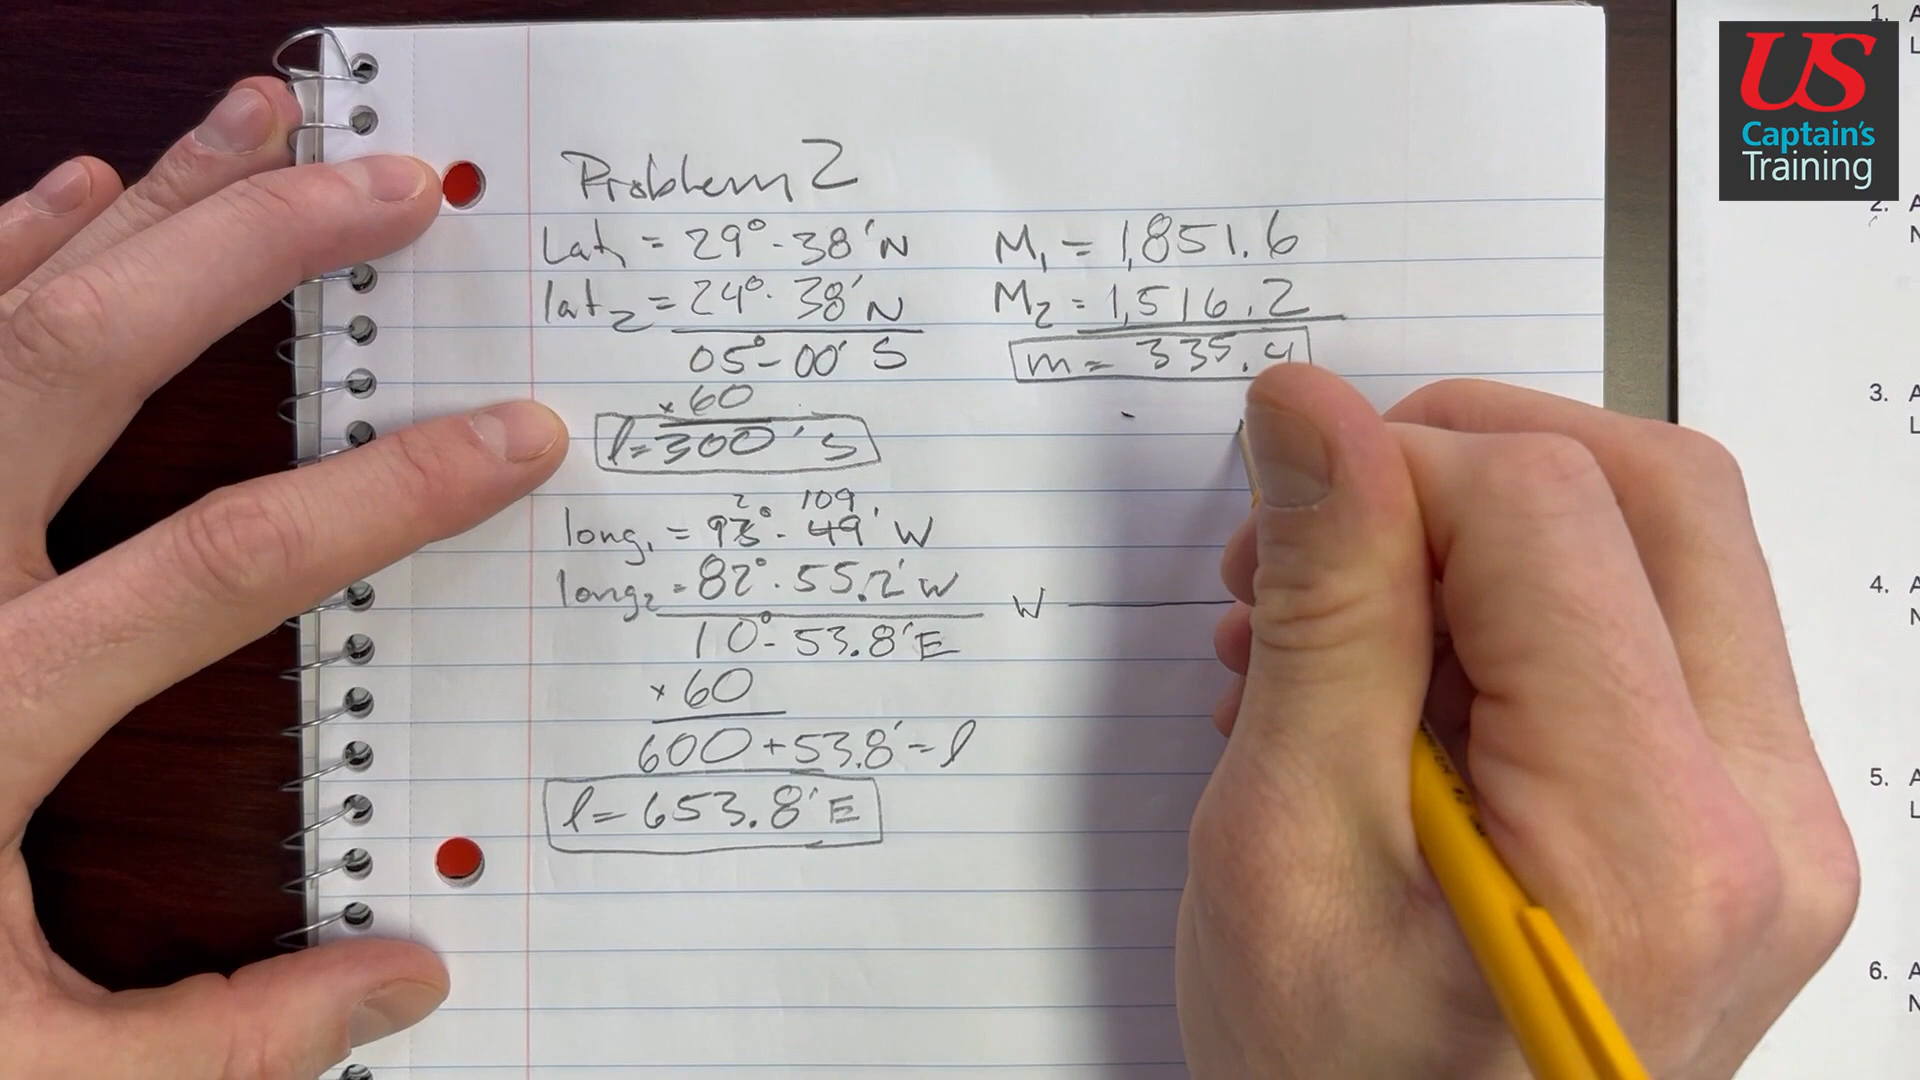 US
Captain's
Training
Problem 2
Lat₁ = 29°-38'N
lat₂ = 24°-38'N
05°-00' S
x 60
l=300'S
M₁ = 1,851.6
M₂ = 1,516.2
m = 335.4
2 109
long₁ = 93°-49'W
long₂ = 82°-55.2'W
10°-53.8'E
x 60
600+53.8'=l
l=653.8'E
W
1. A
L
2. A
N
3. A
L
4. A
N
5. A
L
6. A
N